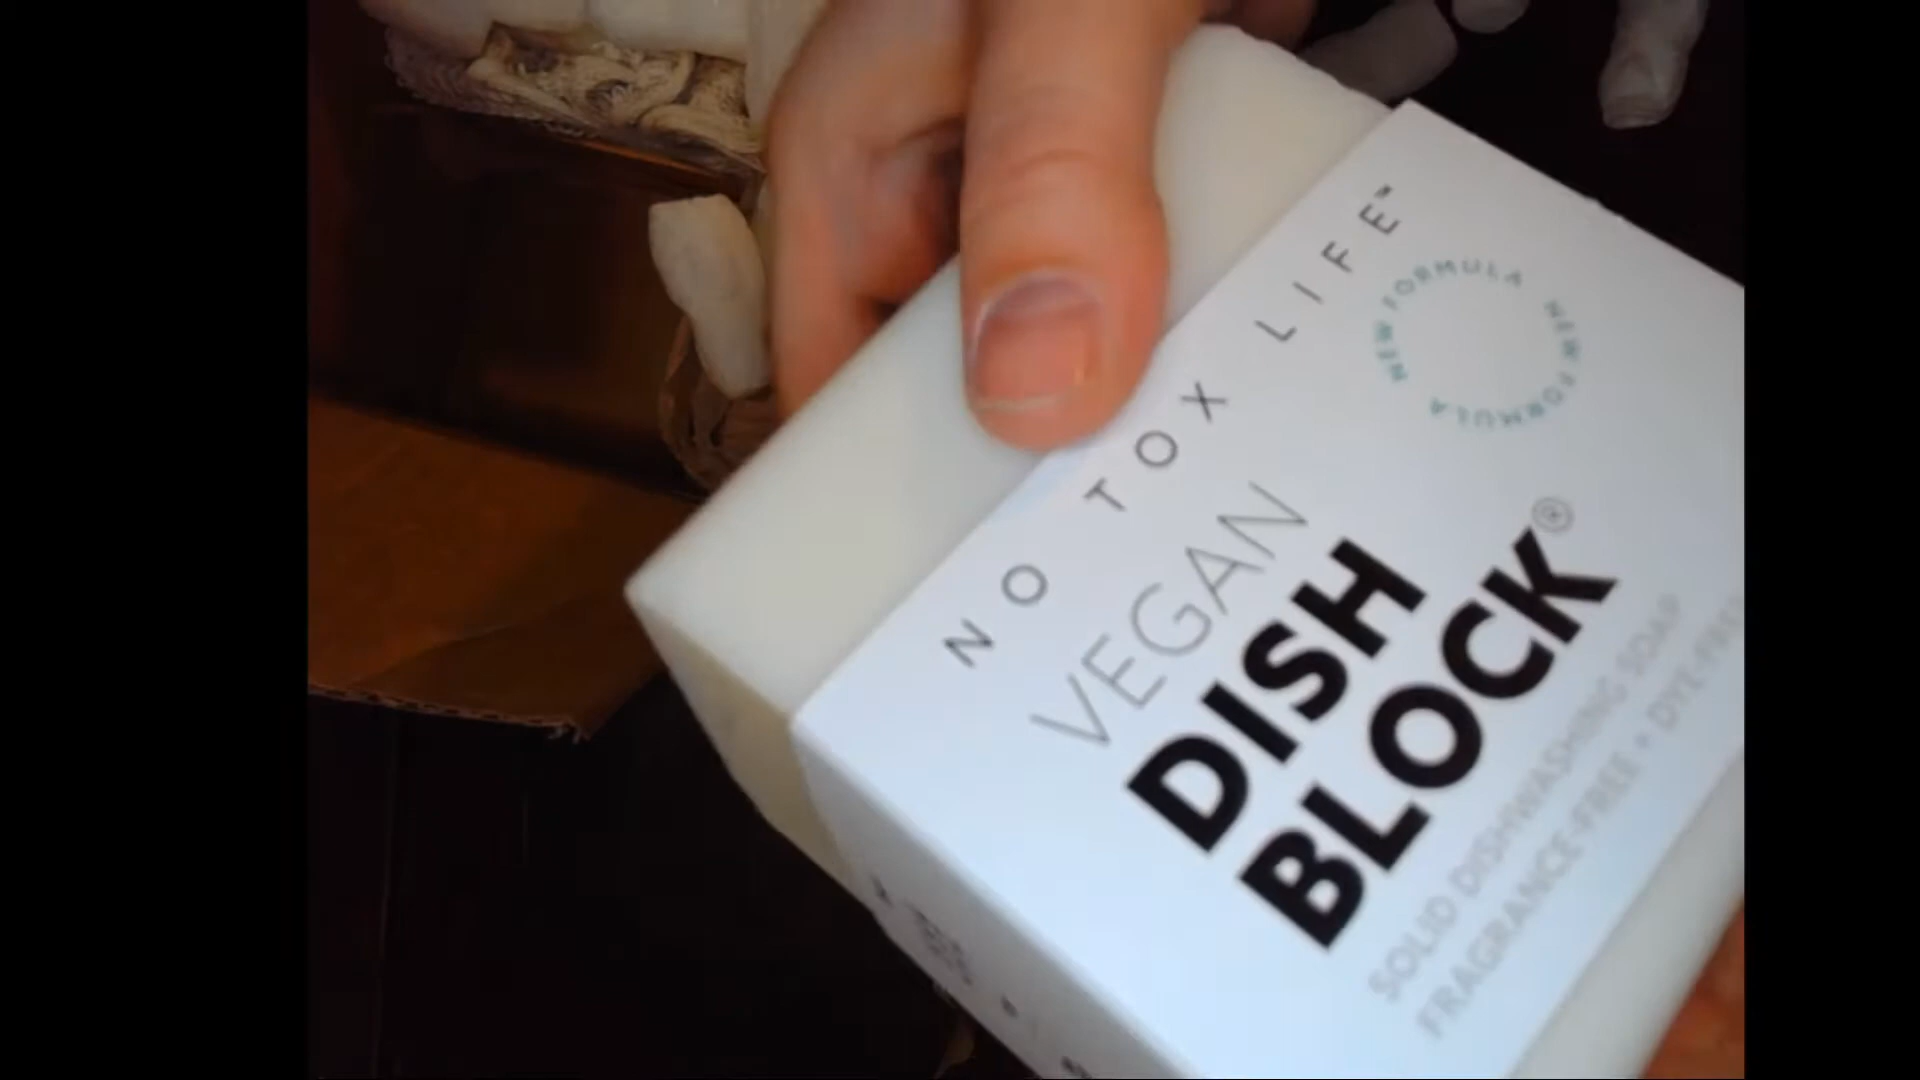 NO TOX LIFE™
NEW FORMULA NEW FORMULA
VEGAN
DISH
BLOCK®
SOLID DISHWASHING SOAP
FRAGRANCE-FREE + DYE-FREE